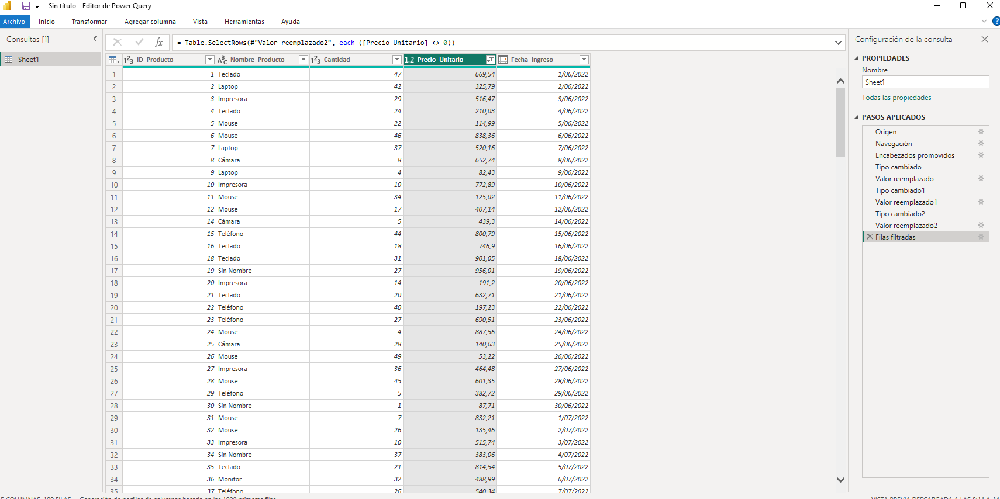 Sin título - Editor de Power Query
Archivo Inicio Transformar Agregar columna Vista Herramientas Ayuda
Consultas [1]
Sheet1
fx = Table.SelectRows(#"Valor reemplazado2", each ([Precio_Unitario] <> 0))
123 ID_Producto ABC Nombre_Producto 123 Cantidad 1.2 Precio_Unitario Fecha_Ingreso
1 1 Teclado 47 669,54 1/06/2022
2 2 Laptop 42 325,79 2/06/2022
3 3 Impresora 29 516,47 3/06/2022
4 4 Teclado 24 210,03 4/06/2022
5 5 Mouse 22 114,99 5/06/2022
6 6 Mouse 46 838,36 6/06/2022
7 7 Laptop 37 520,16 7/06/2022
8 8 Cámara 8 652,74 8/06/2022
9 9 Laptop 4 82,43 9/06/2022
10 10 Impresora 10 772,89 10/06/2022
11 11 Mouse 34 125,02 11/06/2022
12 12 Mouse 17 407,14 12/06/2022
13 14 Cámara 5 439,3 14/06/2022
14 15 Teléfono 44 800,79 15/06/2022
15 16 Teclado 18 746,9 16/06/2022
16 18 Teclado 31 901,05 18/06/2022
17 19 Sin Nombre 27 956,01 19/06/2022
18 20 Impresora 14 191,2 20/06/2022
19 21 Teclado 20 632,71 21/06/2022
20 22 Teléfono 40 197,23 22/06/2022
21 23 Teléfono 27 690,51 23/06/2022
22 24 Mouse 4 887,56 24/06/2022
23 25 Cámara 28 140,63 25/06/2022
24 26 Mouse 49 53,22 26/06/2022
25 27 Impresora 36 464,48 27/06/2022
26 28 Mouse 45 601,35 28/06/2022
27 29 Teléfono 5 382,72 29/06/2022
28 30 Sin Nombre 1 87,71 30/06/2022
29 31 Mouse 7 832,21 1/07/2022
30 32 Mouse 26 135,46 2/07/2022
31 33 Impresora 10 515,74 3/07/2022
32 34 Sin Nombre 37 383,06 4/07/2022
33 35 Teclado 21 814,54 5/07/2022
34 36 Monitor 32 488,99 6/07/2022
35 37 Teléfono 26 540,34 7/07/2022
Configuración de la consulta
PROPIEDADES
Nombre
Sheet1
Todas las propiedades
PASOS APLICADOS
Origen
Navegación
Encabezados promovidos
Tipo cambiado
Valor reemplazado
Tipo cambiado1
Valor reemplazado1
Tipo cambiado2
Valor reemplazado2
Filas filtradas